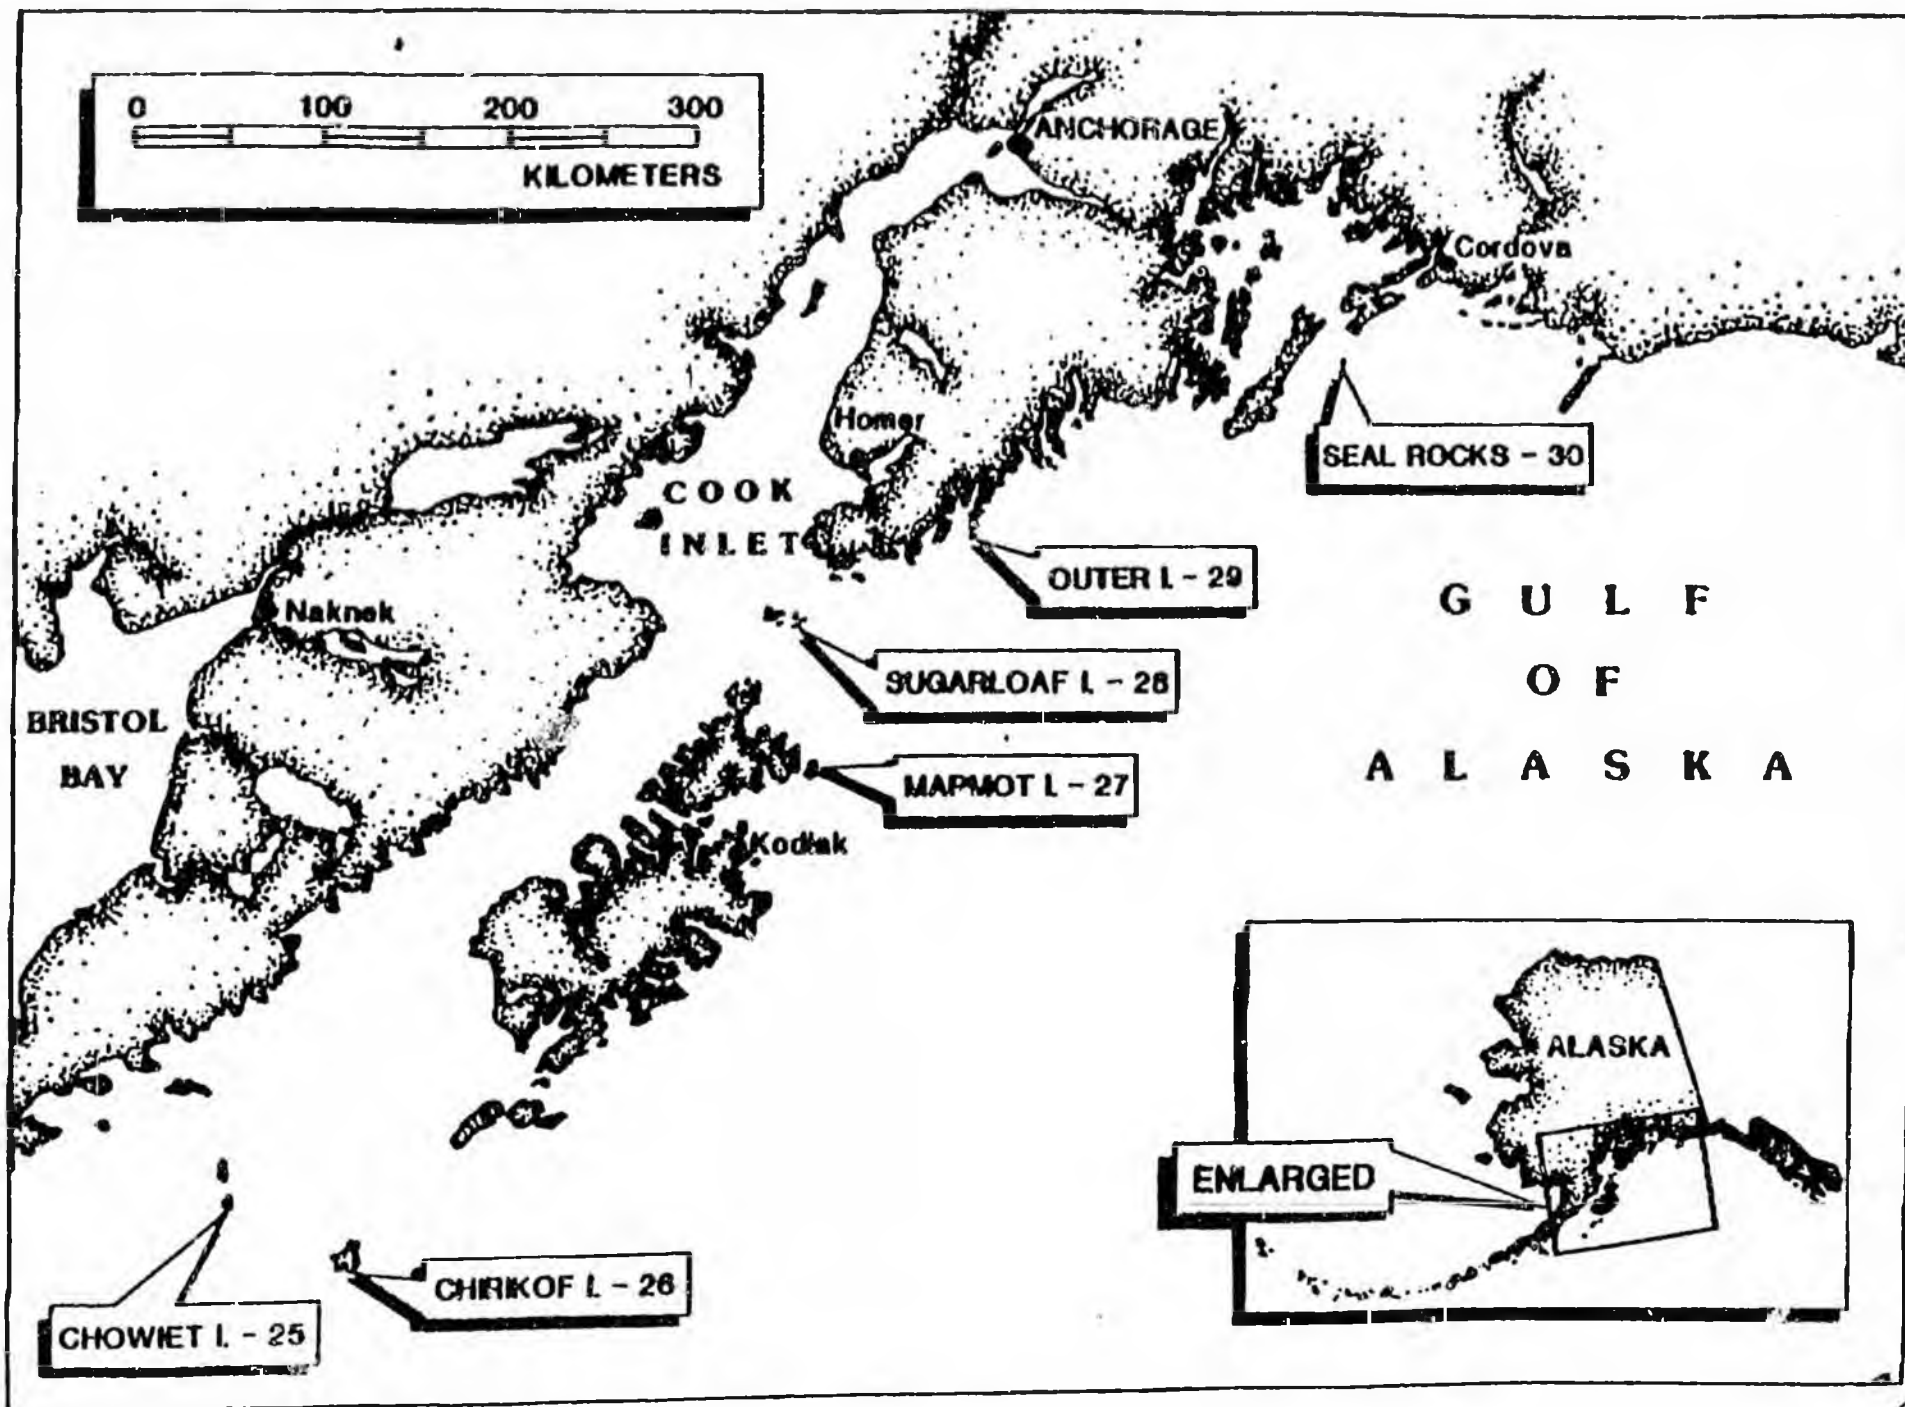 0 100 200 300
KILOMETERS
ANCHORAGE
Cordova
Homer
SEAL ROCKS - 30
COOK
INLET
OUTER I. - 29
Naknek
GULF
OF
ALASKA
SUGARLOAF I. - 28
BRISTOL
BAY
MAPMOT I. - 27
Kodiak
ALASKA
ENLARGED
CHIRIKOF I. - 26
CHOWIET I. - 25